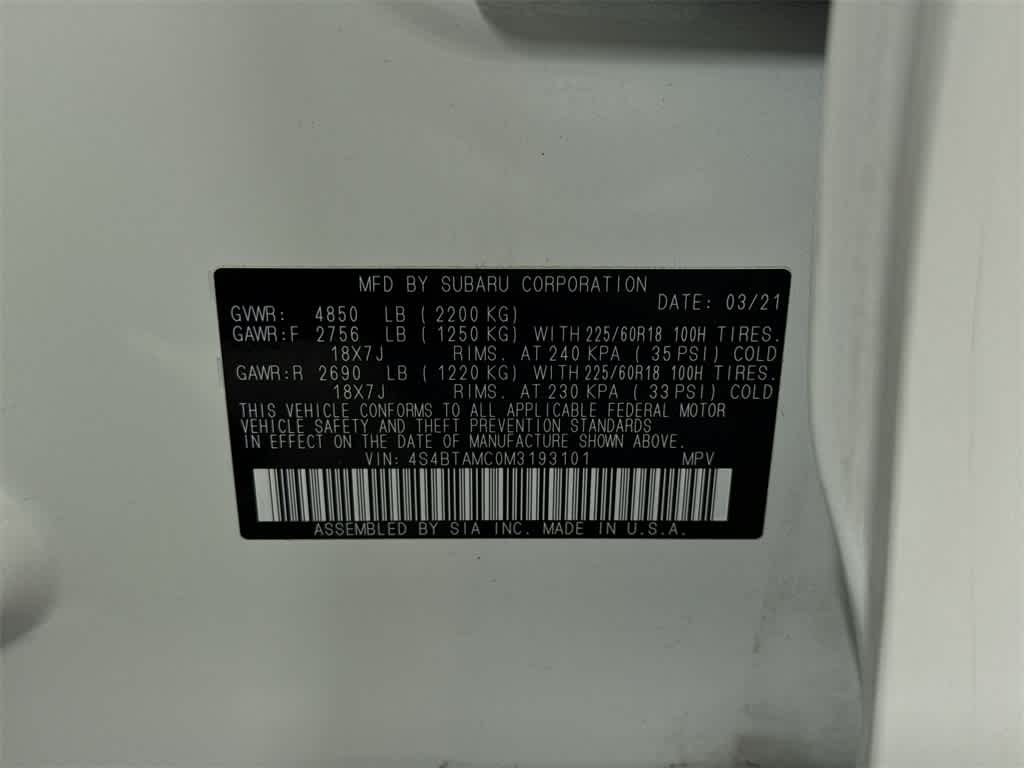 MFD BY SUBARU CORPORATION
DATE: 03/21
GVWR: 4850 LB (2200 KG)
GAWR:F 2756 LB (1250 KG) WITH 225/60R18 100H TIRES.
18X7J RIMS. AT 240 KPA (35 PSI) COLD
GAWR:R 2690 LB (1220 KG) WITH 225/60R18 100H TIRES.
18X7J RIMS. AT 230 KPA (33 PSI) COLD
THIS VEHICLE CONFORMS TO ALL APPLICABLE FEDERAL MOTOR
VEHICLE SAFETY AND THEFT PREVENTION STANDARDS
IN EFFECT ON THE DATE OF MANUFACTURE SHOWN ABOVE.
VIN: 4S4BTAMC0M3193101 MPV
ASSEMBLED BY SIA INC. MADE IN U.S.A.